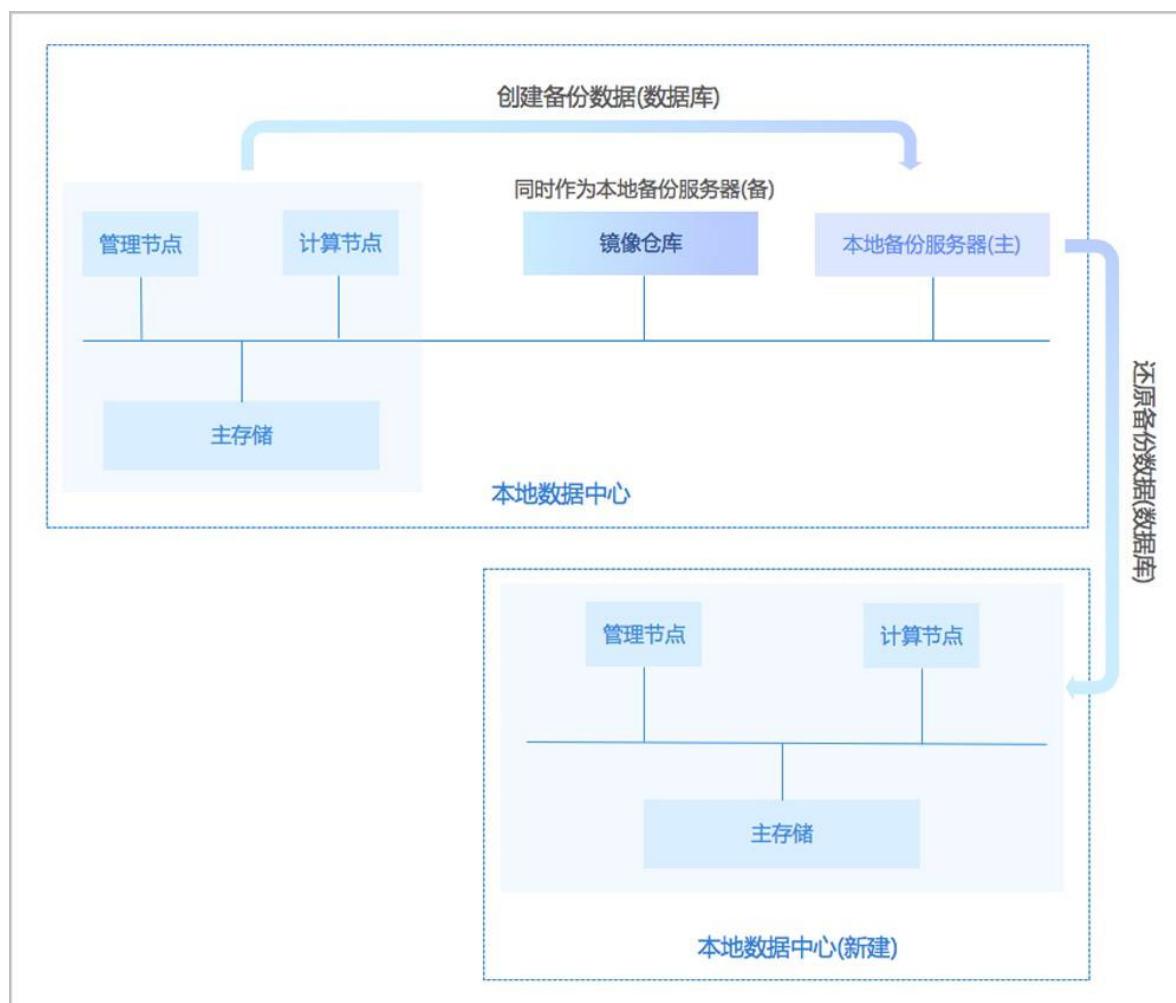 创建备份数据(数据库)
同时作为本地备份服务器(备)
管理节点
计算节点
镜像仓库
本地备份服务器(主)
主存储
本地数据中心
还原备份数据(数据库)
管理节点
计算节点
主存储
本地数据中心(新建)